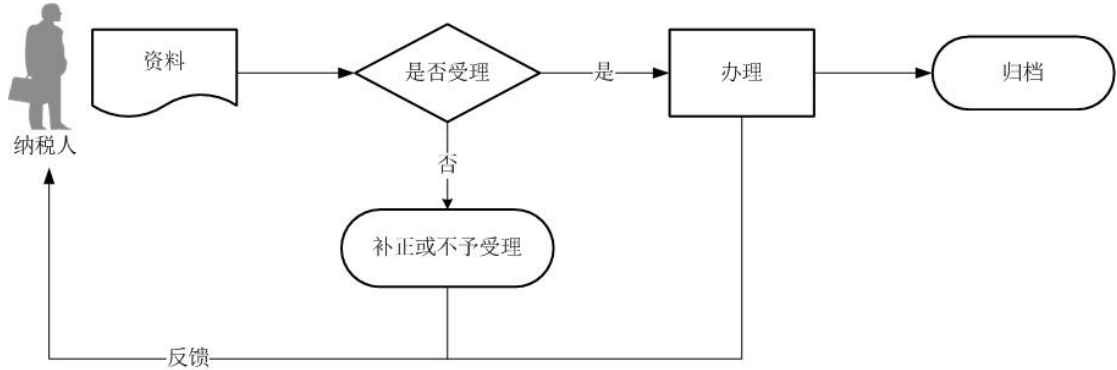 资料
是否受理
是
办理
归档
纳税人
否
补正或不予受理
反馈